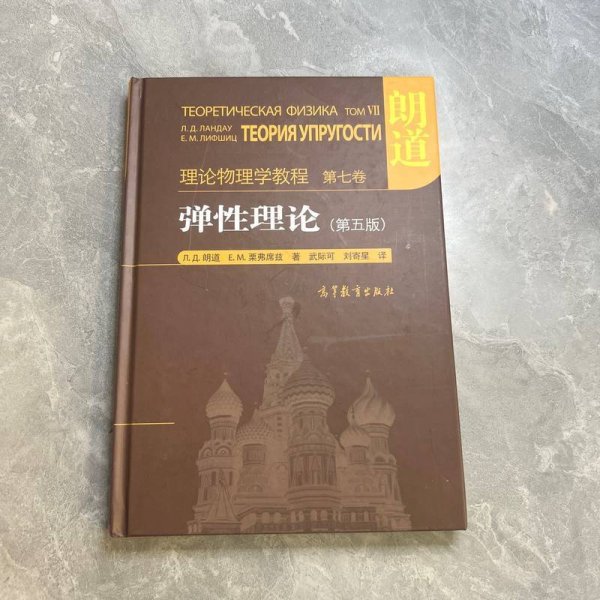 朗道
ТЕОРЕТИЧЕСКАЯ ФИЗИКА ТОМ VII
Л. Д. ЛАНДАУ
Е. М. ЛИФШИЦ
ТЕОРИЯ УПРУГОСТИ
理论物理学教程 第七卷
弹性理论(第五版)
Л. Д. 朗道 Е. М. 栗弗席兹 著 武际可 刘寄星 译
高等教育出版社